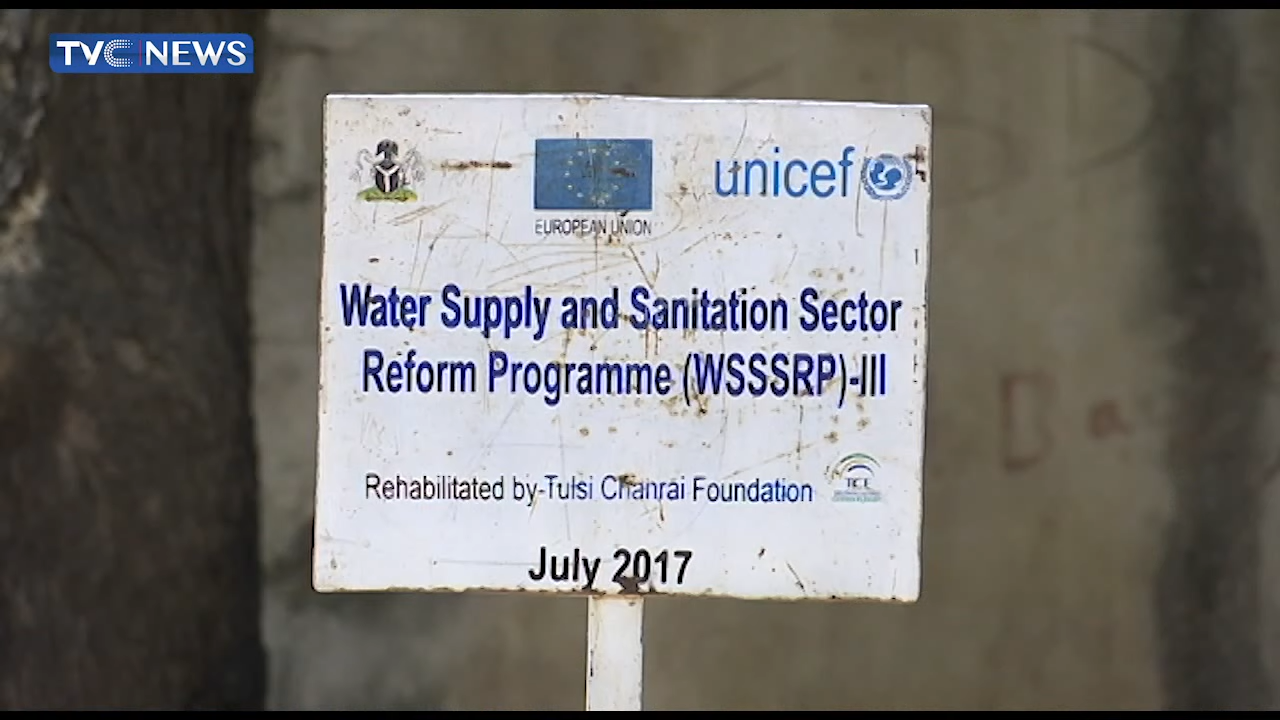 TVC NEWS
EUROPEAN UNION
unicef
Water Supply and Sanitation Sector
Reform Programme (WSSSRP)-III
Rehabilitated by-Tulsi Chanrai Foundation
TCF
July 2017